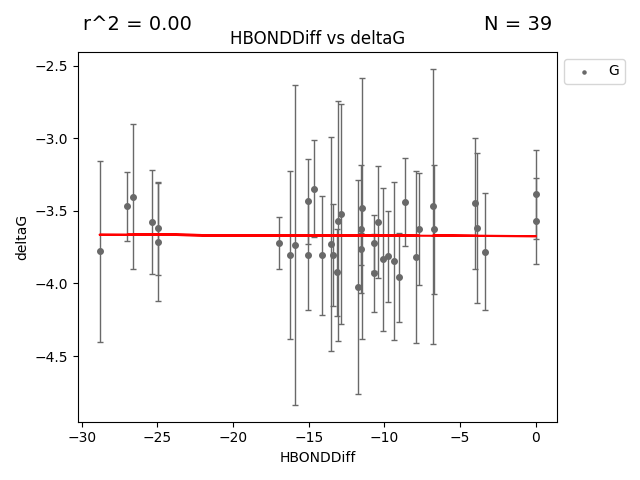 r^2 = 0.00
N = 39
HBONDDiff vs deltaG
G
deltaG
−2.5
−3.0
−3.5
−4.0
−4.5
−30
−25
−20
−15
−10
−5
0
HBONDDiff